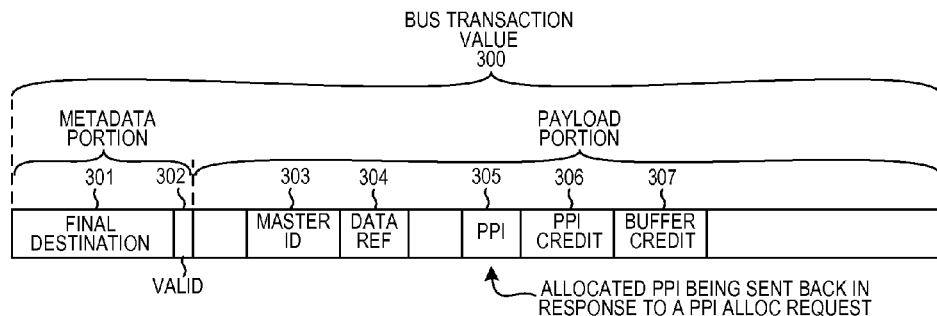 BUS TRANSACTION
VALUE
300
METADATA
PORTION
PAYLOAD
PORTION
301
302
303
304
305
306
307
FINAL
DESTINATION
MASTER
ID
DATA
REF
PPI
PPI
CREDIT
BUFFER
CREDIT
VALID
ALLOCATED PPI BEING SENT BACK IN
RESPONSE TO A PPI ALLOC REQUEST